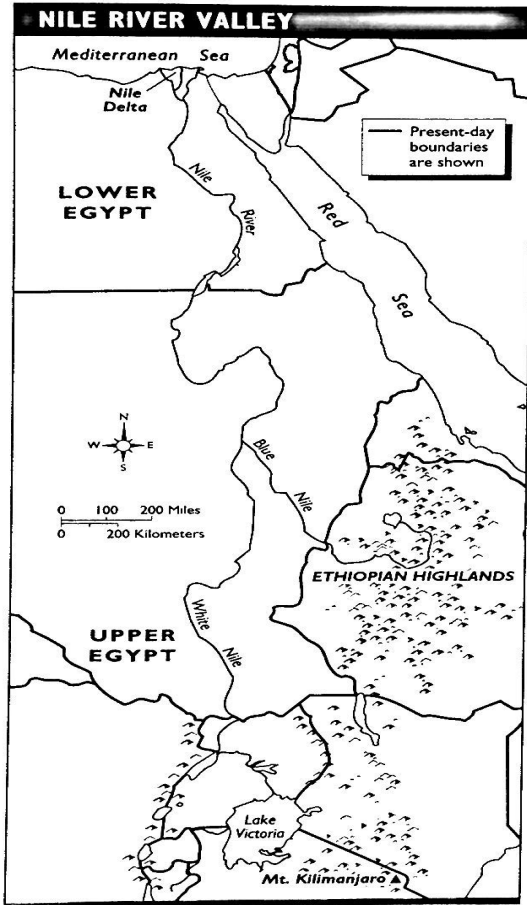 NILE RIVER VALLEY
Mediterranean Sea
Nile
Delta
Present-day
boundaries
are shown
LOWER
EGYPT
Nile
River
Red
Sea
N
W E
S
Blue
Nile
0 100 200 Miles
0 200 Kilometers
ETHIOPIAN HIGHLANDS
UPPER
EGYPT
White
Nile
Lake
Victoria
Mt. Kilimanjaro